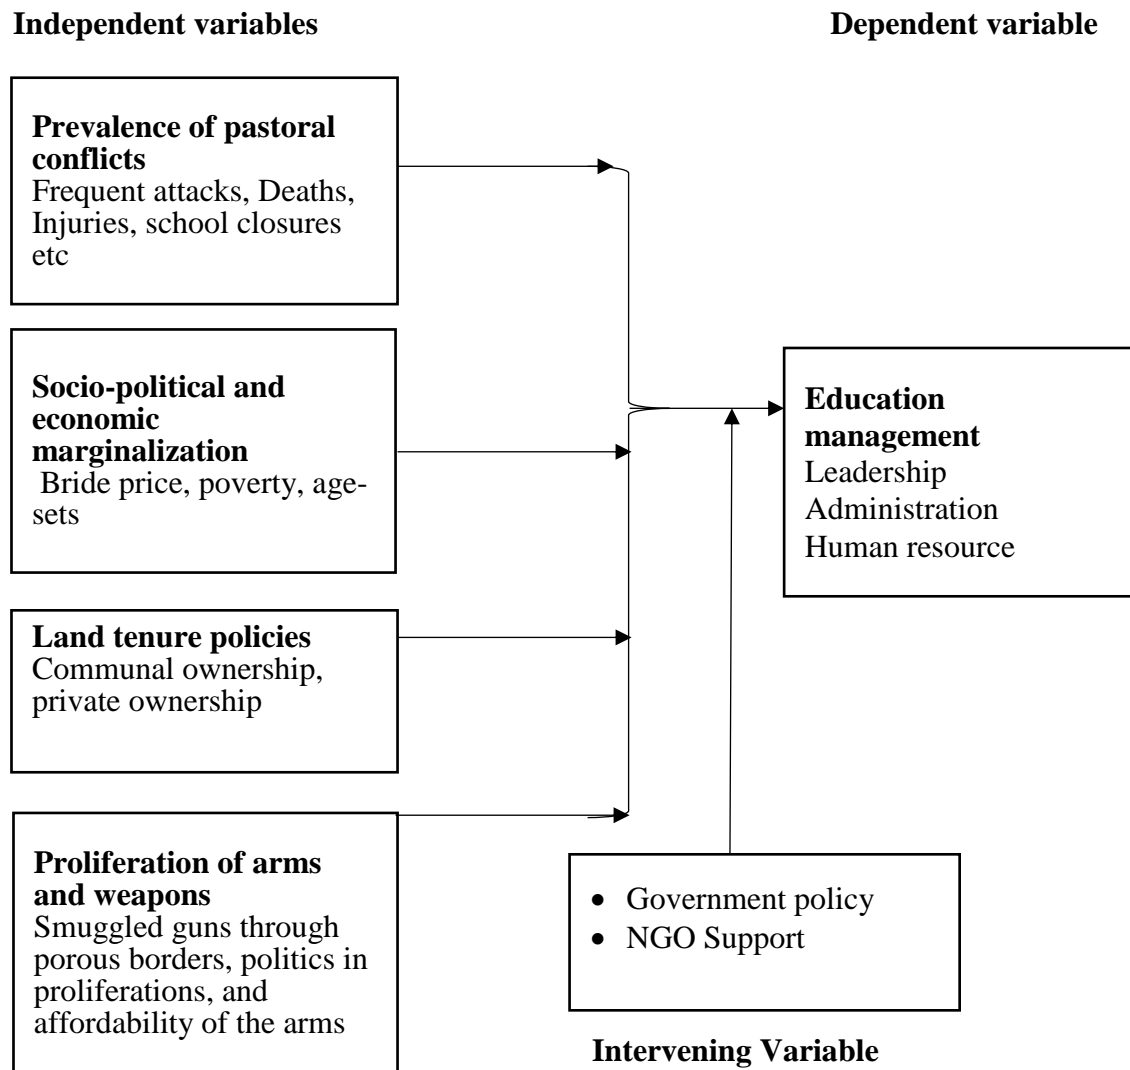 Independent variables
Dependent variable
Prevalence of pastoral
conflicts
Frequent attacks, Deaths,
Injuries, school closures
etc
Socio-political and
economic
marginalization
Bride price, poverty, age-
sets
Land tenure policies
Communal ownership,
private ownership
Proliferation of arms
and weapons
Smuggled guns through
porous borders, politics in
proliferations, and
affordability of the arms
Education
management
Leadership
Administration
Human resource
• Government policy
• NGO Support
Intervening Variable